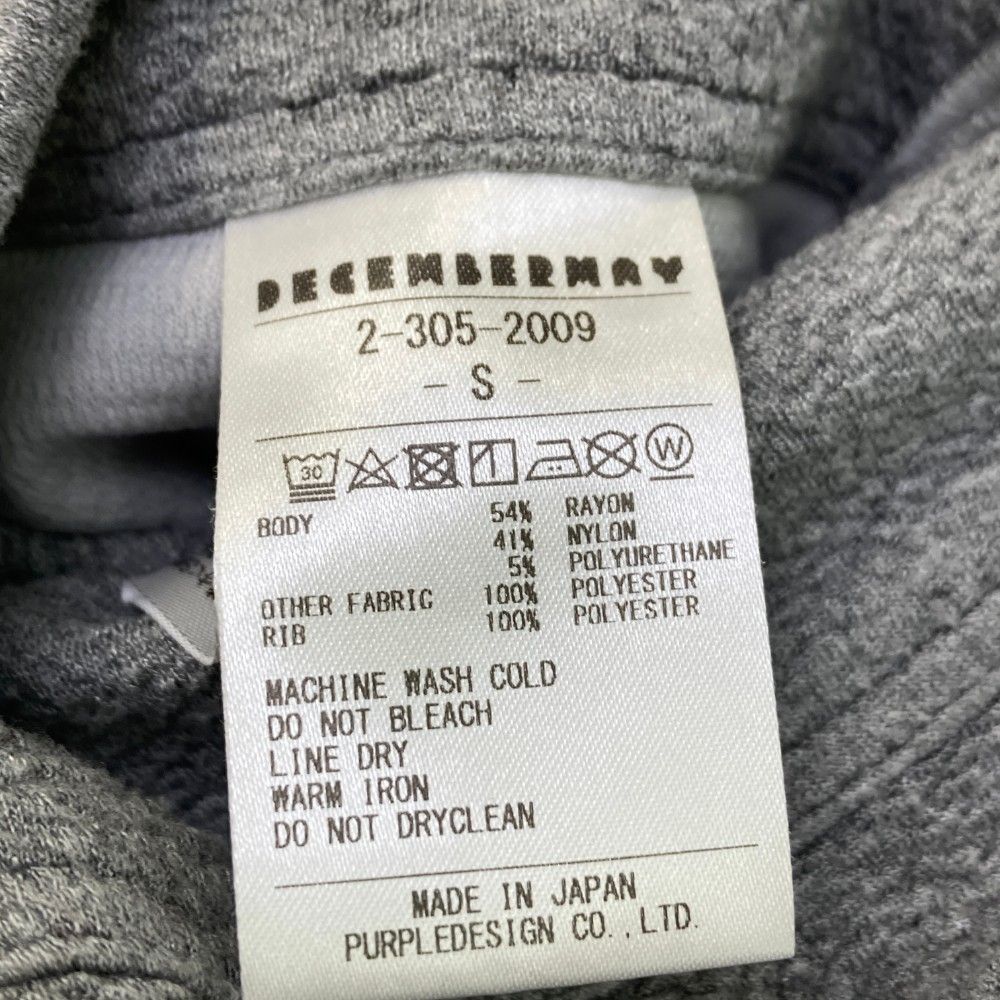 DECEMBERMAY
2-305-2009
- S -
30 W
BODY 54% RAYON
41% NYLON
5% POLYURETHANE
OTHER FABRIC 100% POLYESTER
RIB 100% POLYESTER
MACHINE WASH COLD
DO NOT BLEACH
LINE DRY
WARM IRON
DO NOT DRYCLEAN
MADE IN JAPAN
PURPLEDESIGN CO.,LTD.